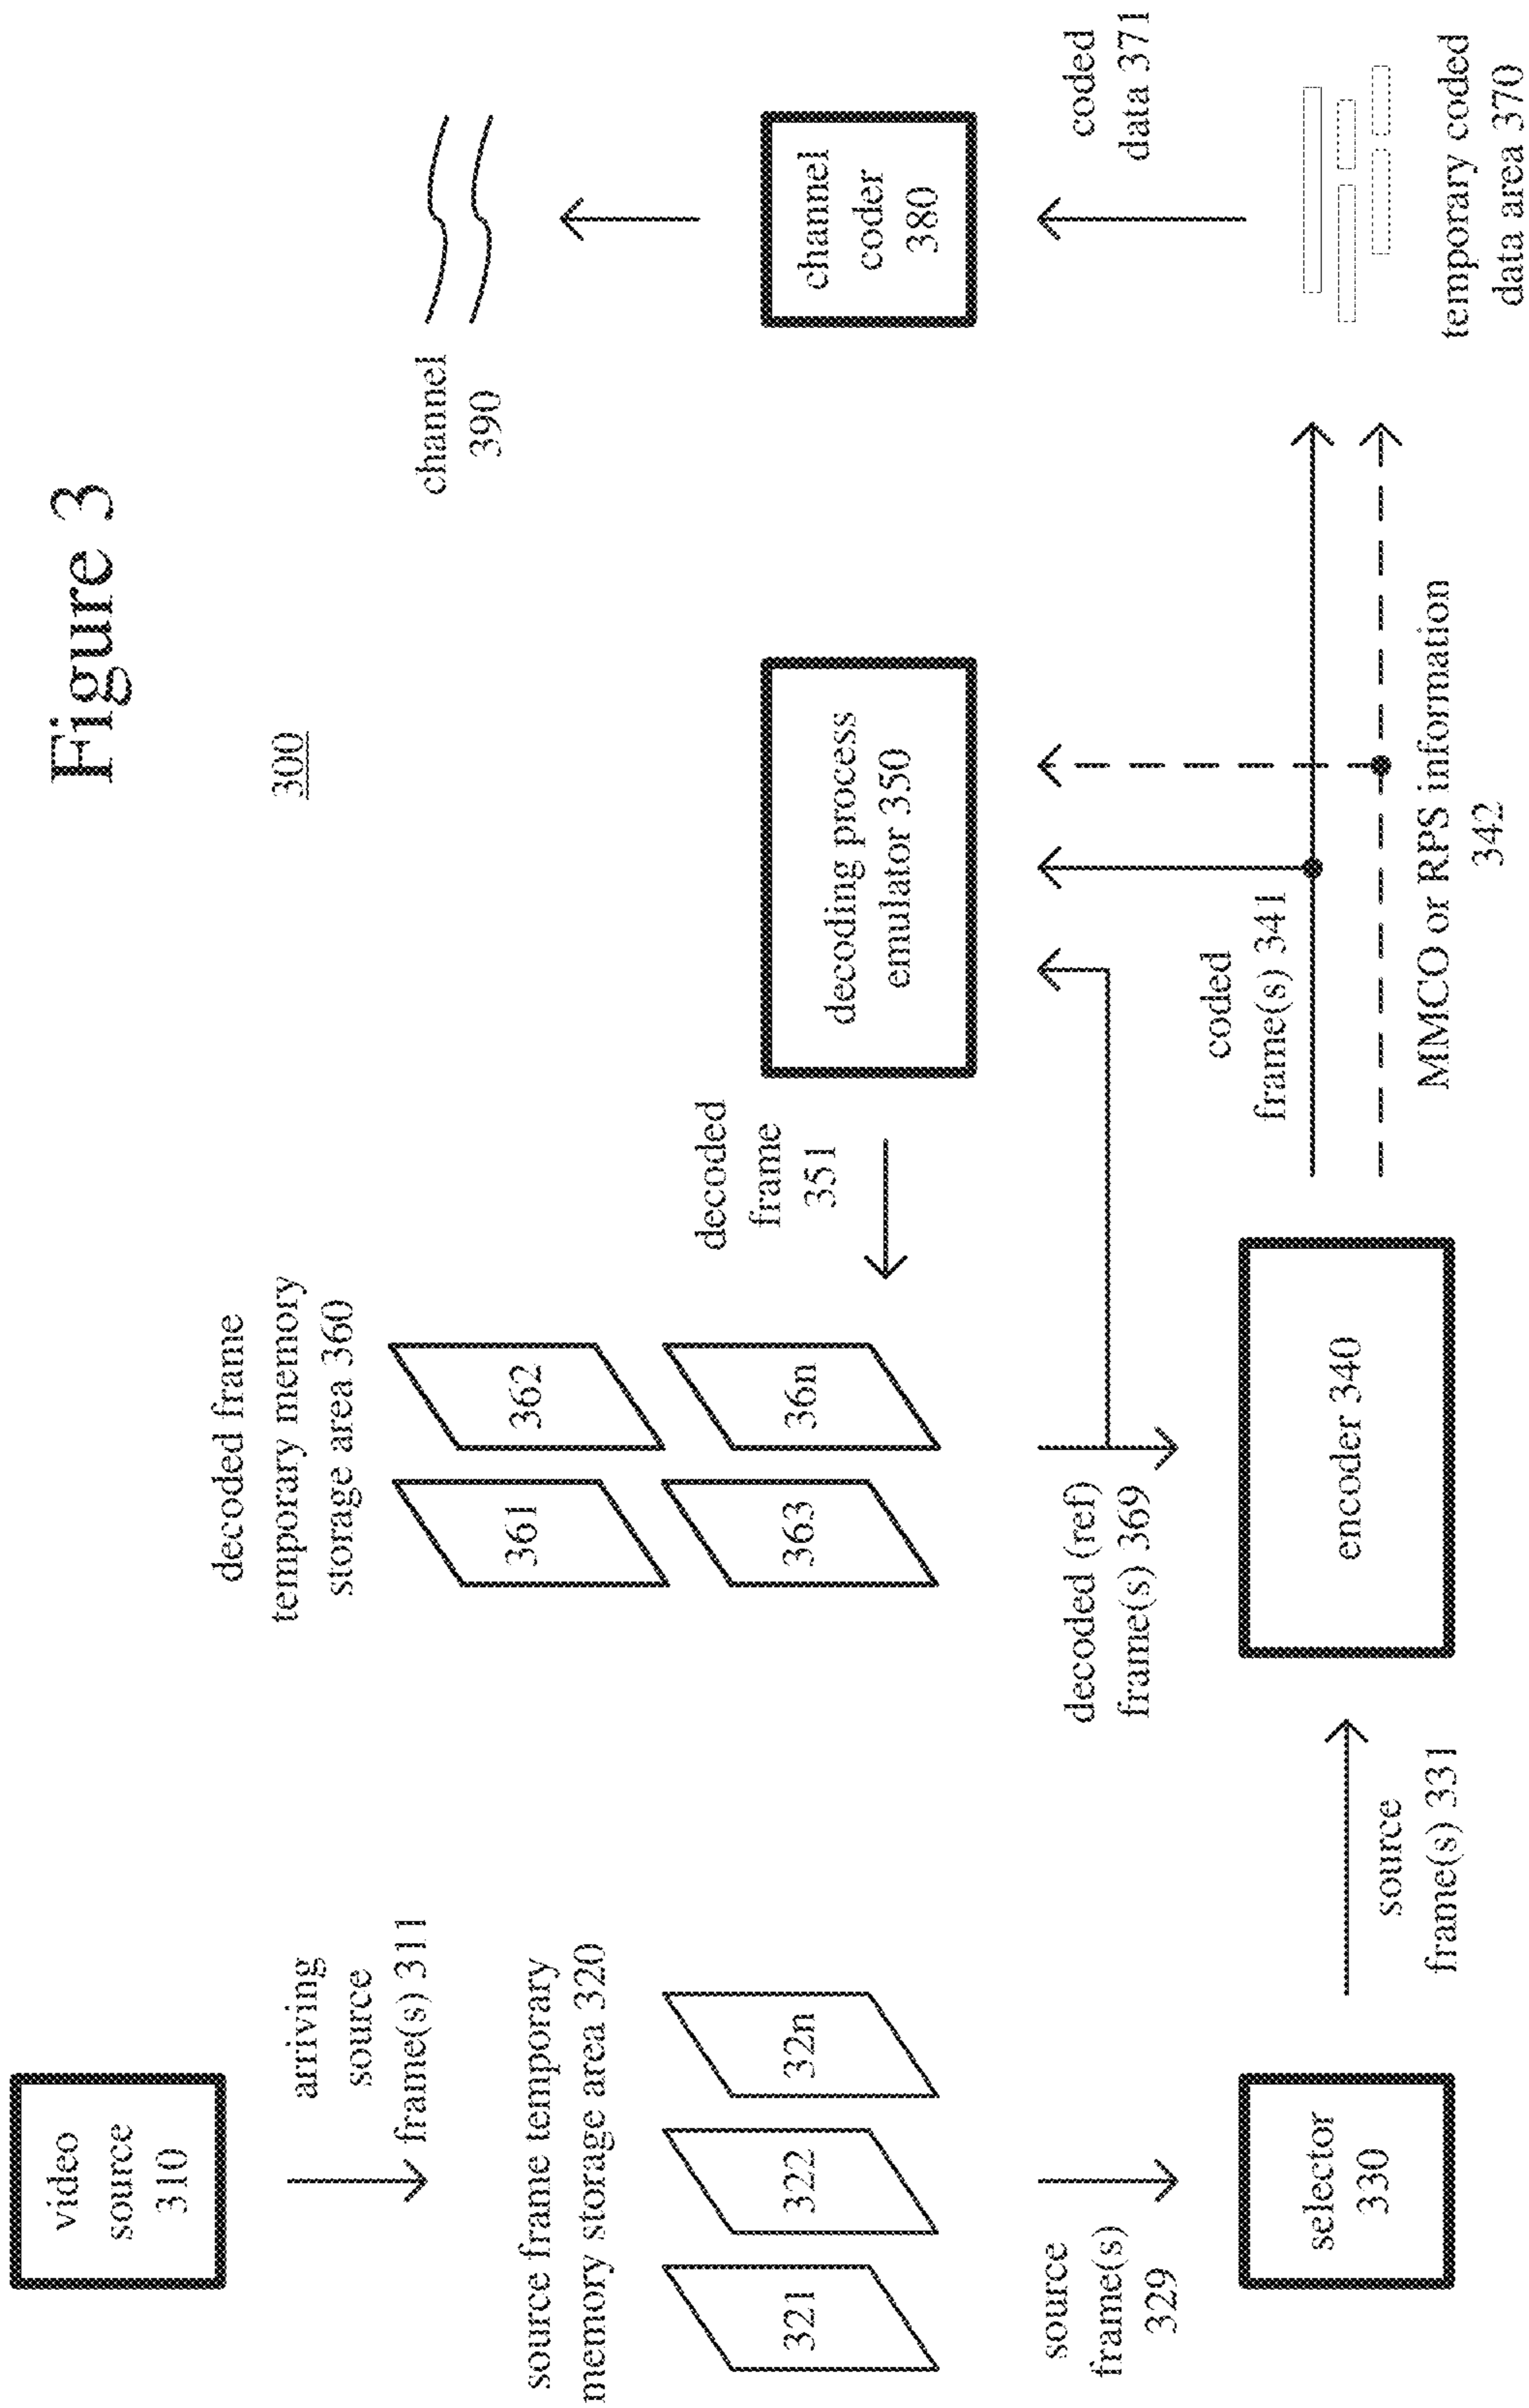 Figure 3
300
video
source
310
arriving
source
frame(s) 311
source frame temporary
memory storage area 320
321
322
32n
source
frame(s)
329
selector
330
source
frame(s) 331
decoded frame
temporary memory
storage area 360
361
362
363
36n
decoded (ref)
frame(s) 369
encoder 340
decoded
frame
351
decoding process
emulator 350
coded
frame(s) 341
MMCO or RPS information
342
channel
390
channel
coder
380
coded
data 371
temporary coded
data area 370